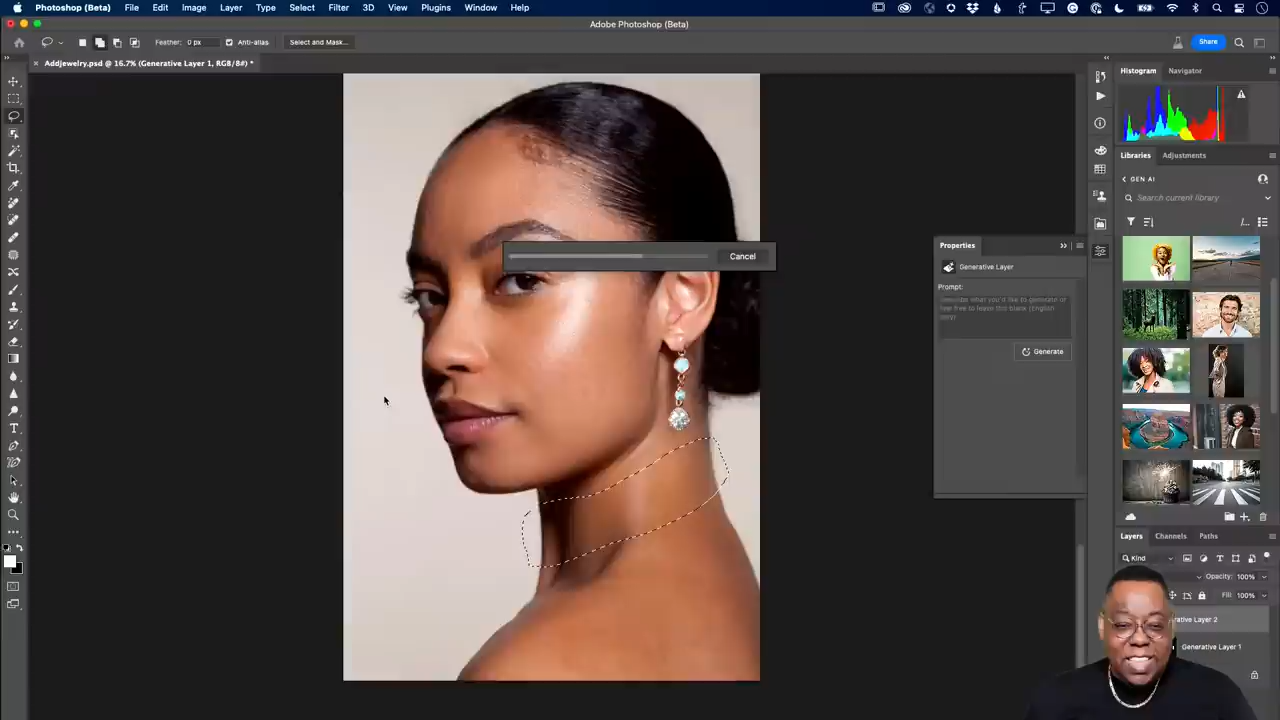 Photoshop (Beta) File Edit Image Layer Type Select Filter 3D View Plugins Window Help
Adobe Photoshop (Beta)
Feather: 0 px Anti-alias Select and Mask... Share
× Addjewelry.psd @ 16.7% (Generative Layer 1, RGB/8#) *
Histogram Navigator
Libraries Adjustments
GEN AI
Search current library
Cancel
Properties
Generative Layer
Prompt:
Describe what you'd like to generate or
feel free to leave this blank (English
only)
Generate
Layers Channels Paths
Kind
Opacity: 100%
Fill: 100%
rative Layer 2
Generative Layer 1